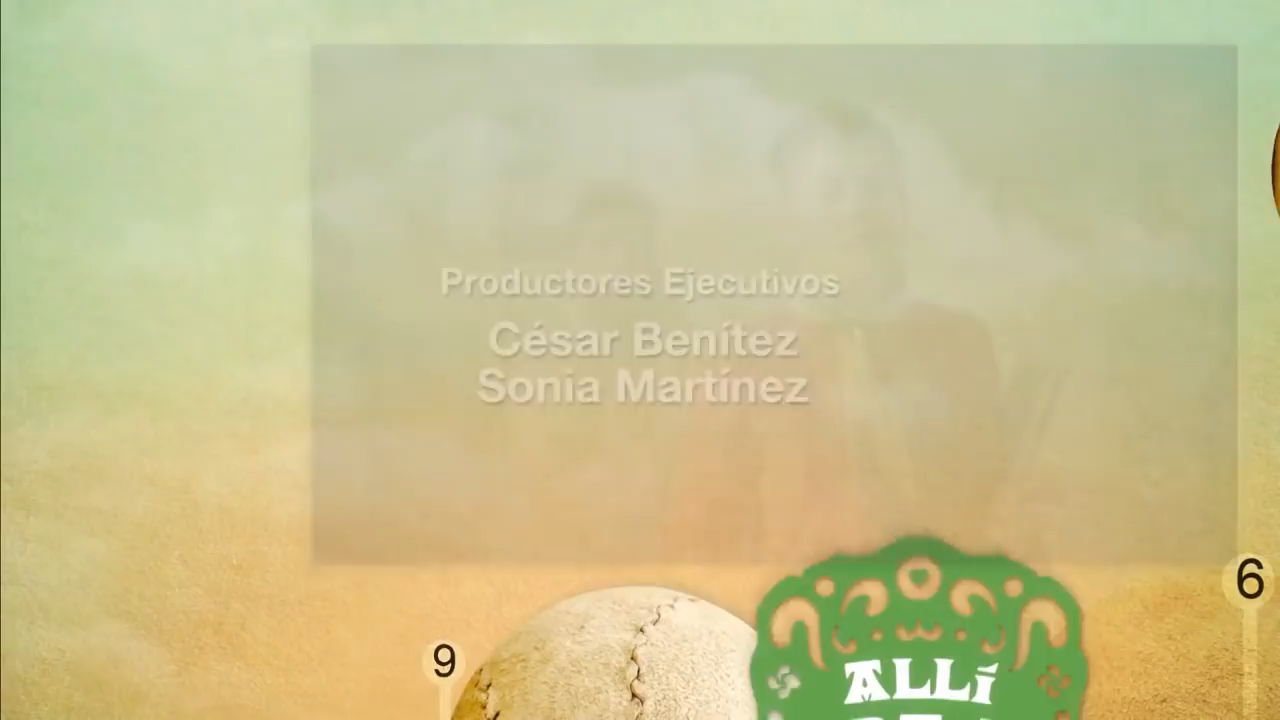 Productores Ejecutivos
César Benítez
Sonia Martínez
6
9
ALLÍ